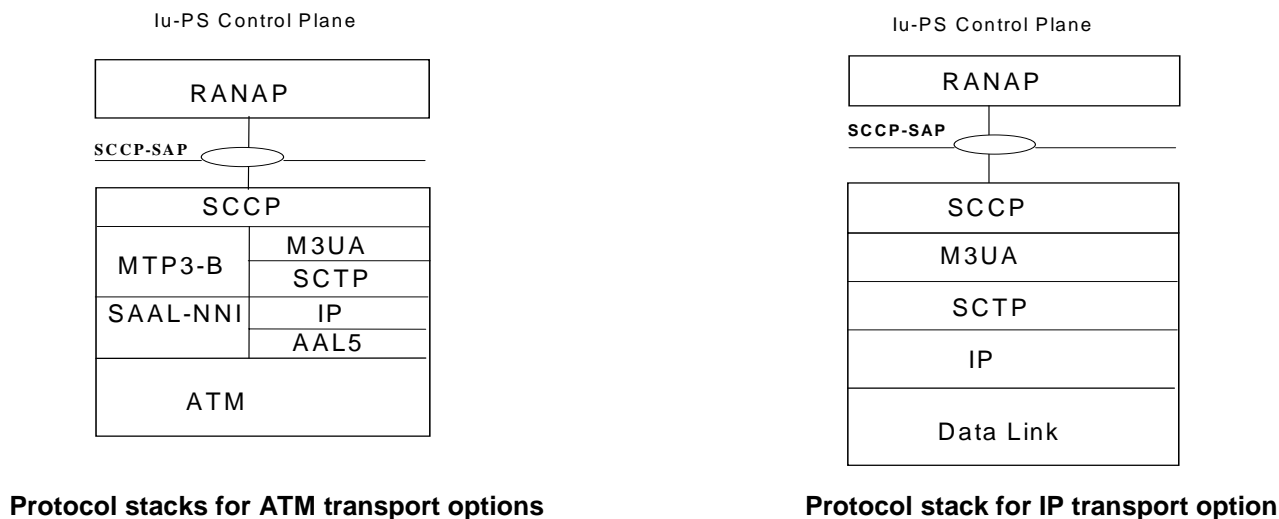 Iu-PS Control Plane
RANAP
SCCP-SAP
SCCP
MTP3-B
M3UA
SCTP
SAAL-NNI
IP
AAL5
ATM
Protocol stacks for ATM transport options
Iu-PS Control Plane
RANAP
SCCP-SAP
SCCP
M3UA
SCTP
IP
Data Link
Protocol stack for IP transport option